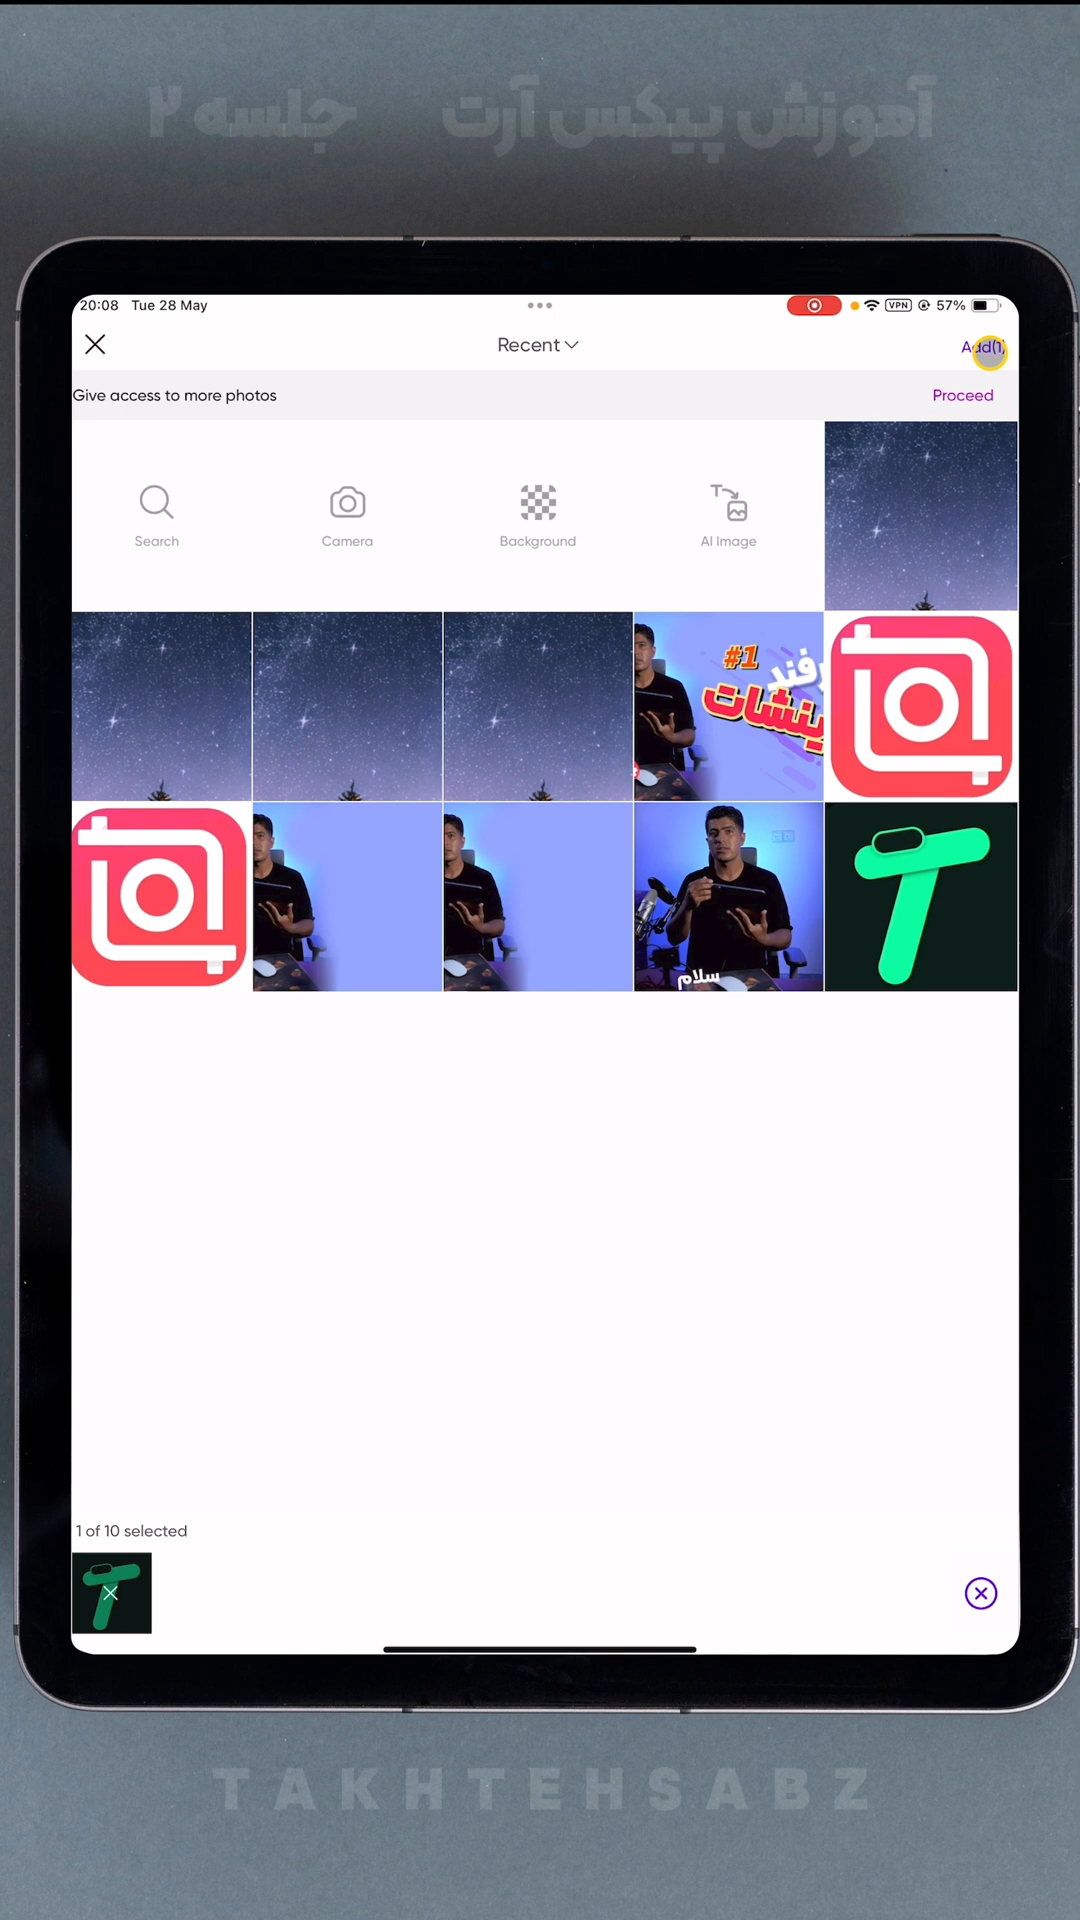 آموزش پیکس آرت جلسه ۲
20:08 Tue 28 May
VPN 57%
Recent
Add(1)
Give access to more photos
Proceed
Search
Camera
Background
AI Image
#1
سلام
1 of 10 selected
TAKHTEHSABZ